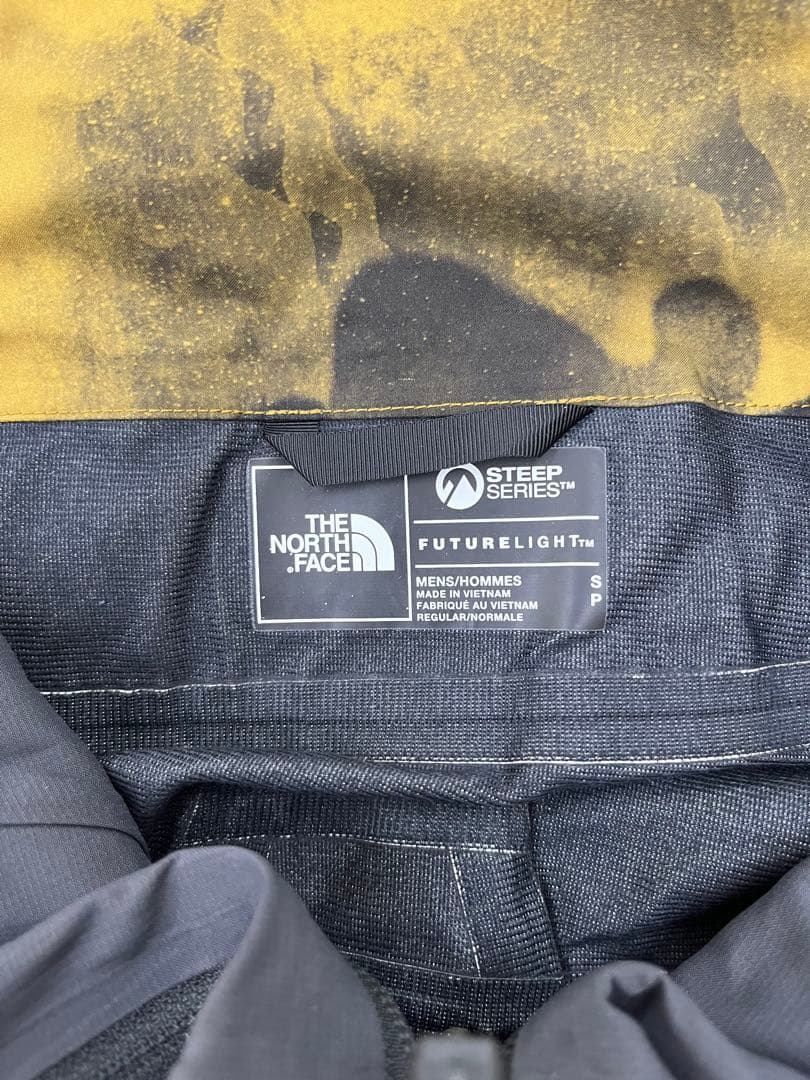 THE
NORTH
FACE
STEEP
SERIES™
FUTURELIGHT™
MENS/HOMMES
MADE IN VIETNAM
FABRIQUÉ AU VIETNAM
REGULAR/NORMALE
S
P